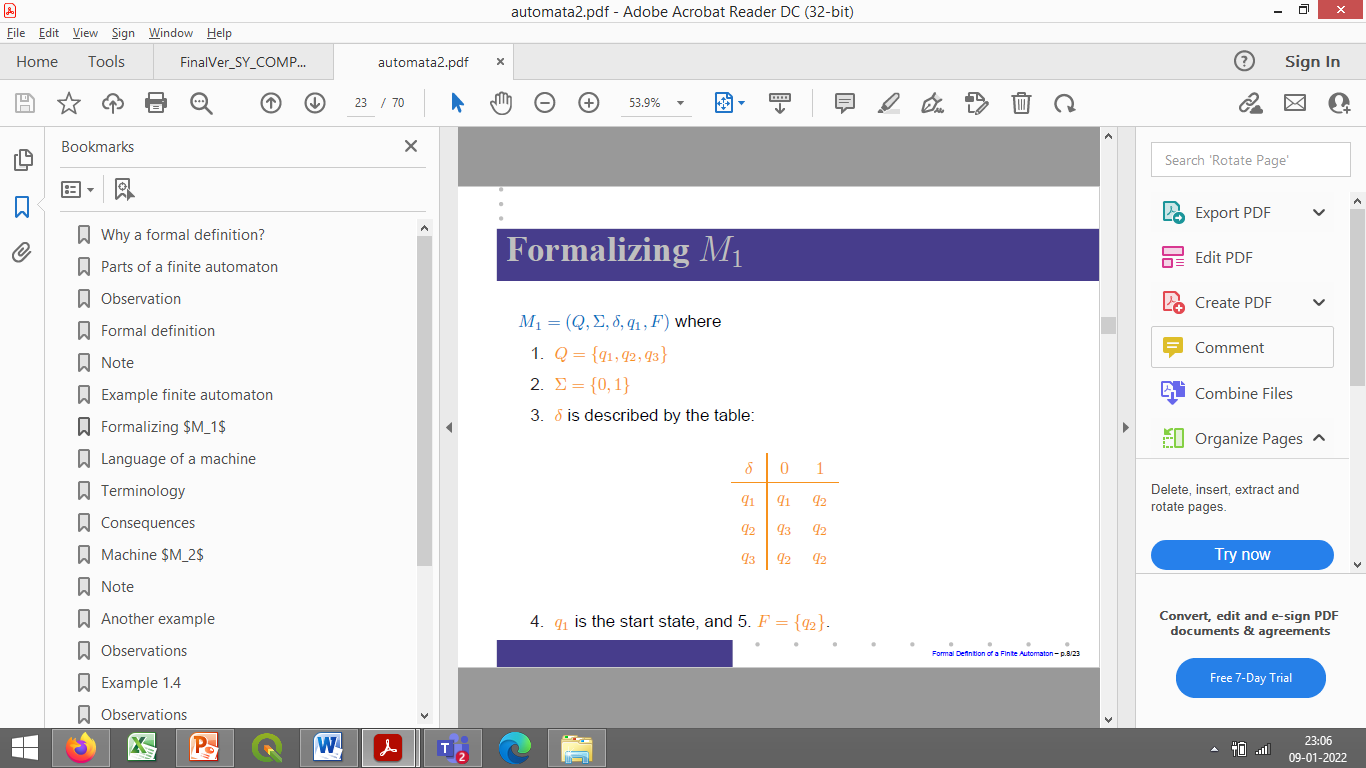 automata2.pdf - Adobe Acrobat Reader DC (32-bit)
File Edit View Sign Window Help
Home Tools FinalVer_SY_COMP... automata2.pdf ×
23 / 70 53.9%
Bookmarks
Why a formal definition?
Parts of a finite automaton
Observation
Formal definition
Note
Example finite automaton
Formalizing $M_1$
Language of a machine
Terminology
Consequences
Machine $M_2$
Note
Another example
Observations
Example 1.4
Observations
Formalizing M₁
M₁ = (Q, Σ, δ, q₁, F) where
1. Q = {q₁, q₂, q₃}
2. Σ = {0, 1}
3. δ is described by the table:
δ 0 1
q₁ q₁ q₂
q₂ q₃ q₂
q₃ q₂ q₂
4. q₁ is the start state, and 5. F = {q₂}.
Formal Definition of a Finite Automaton – p.8/23
Search 'Rotate Page'
Export PDF
Edit PDF
Create PDF
Comment
Combine Files
Organize Pages
Delete, insert, extract and
rotate pages.
Try now
Convert, edit and e-sign PDF
documents & agreements
Free 7-Day Trial
2
23:06
09-01-2022